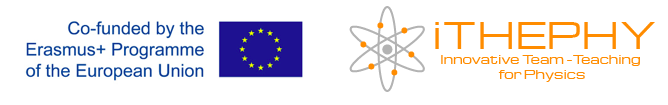 Co-funded by the
Erasmus+ Programme
of the European Union
iTHEPHY
Innovative Team-Teaching
for Physics